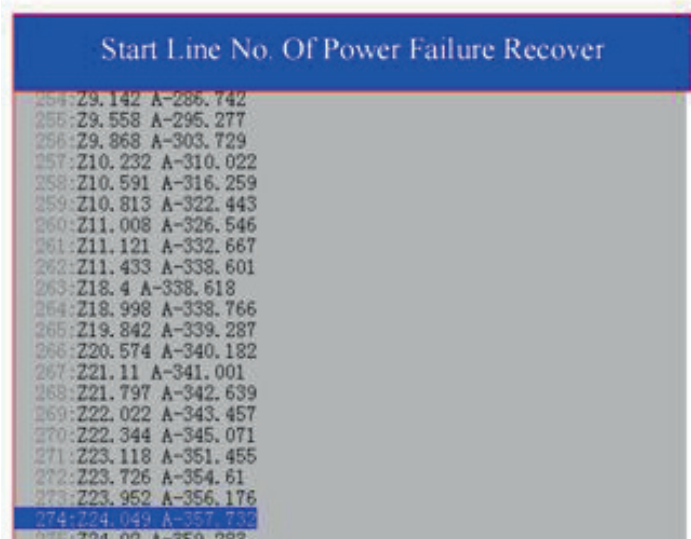 Start Line No. Of Power Failure Recover
254:Z9.142 A-286.742
255:Z9.558 A-295.277
256:Z9.868 A-303.729
257:Z10.232 A-310.022
258:Z10.591 A-316.259
259:Z10.813 A-322.443
260:Z11.008 A-326.546
261:Z11.121 A-332.667
262:Z11.433 A-338.601
263:Z18.4 A-338.618
264:Z18.998 A-338.766
265:Z19.842 A-339.287
266:Z20.574 A-340.182
267:Z21.11 A-341.001
268:Z21.797 A-342.639
269:Z22.022 A-343.457
270:Z22.344 A-345.071
271:Z23.118 A-351.455
272:Z23.726 A-354.61
273:Z23.952 A-356.176
274:Z24.049 A-357.732